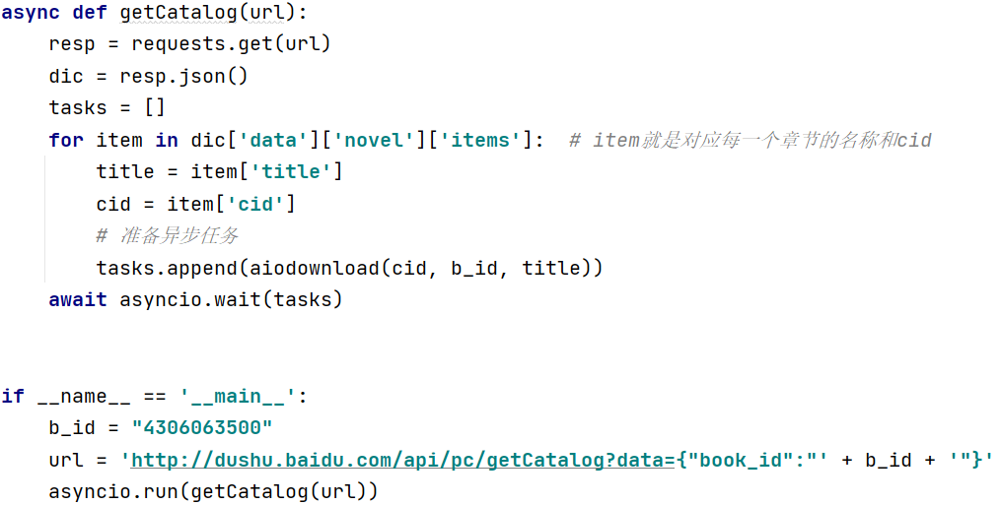 async def getCatalog(url):
    resp = requests.get(url)
    dic = resp.json()
    tasks = []
    for item in dic['data']['novel']['items']:  # item就是对应每一个章节的名称和cid
        title = item['title']
        cid = item['cid']
        # 准备异步任务
        tasks.append(aiodownload(cid, b_id, title))
    await asyncio.wait(tasks)
if __name__ == '__main__':
    b_id = "4306063500"
    url = 'http://dushu.baidu.com/api/pc/getCatalog?data={"book_id":"' + b_id + '"}'
    asyncio.run(getCatalog(url))